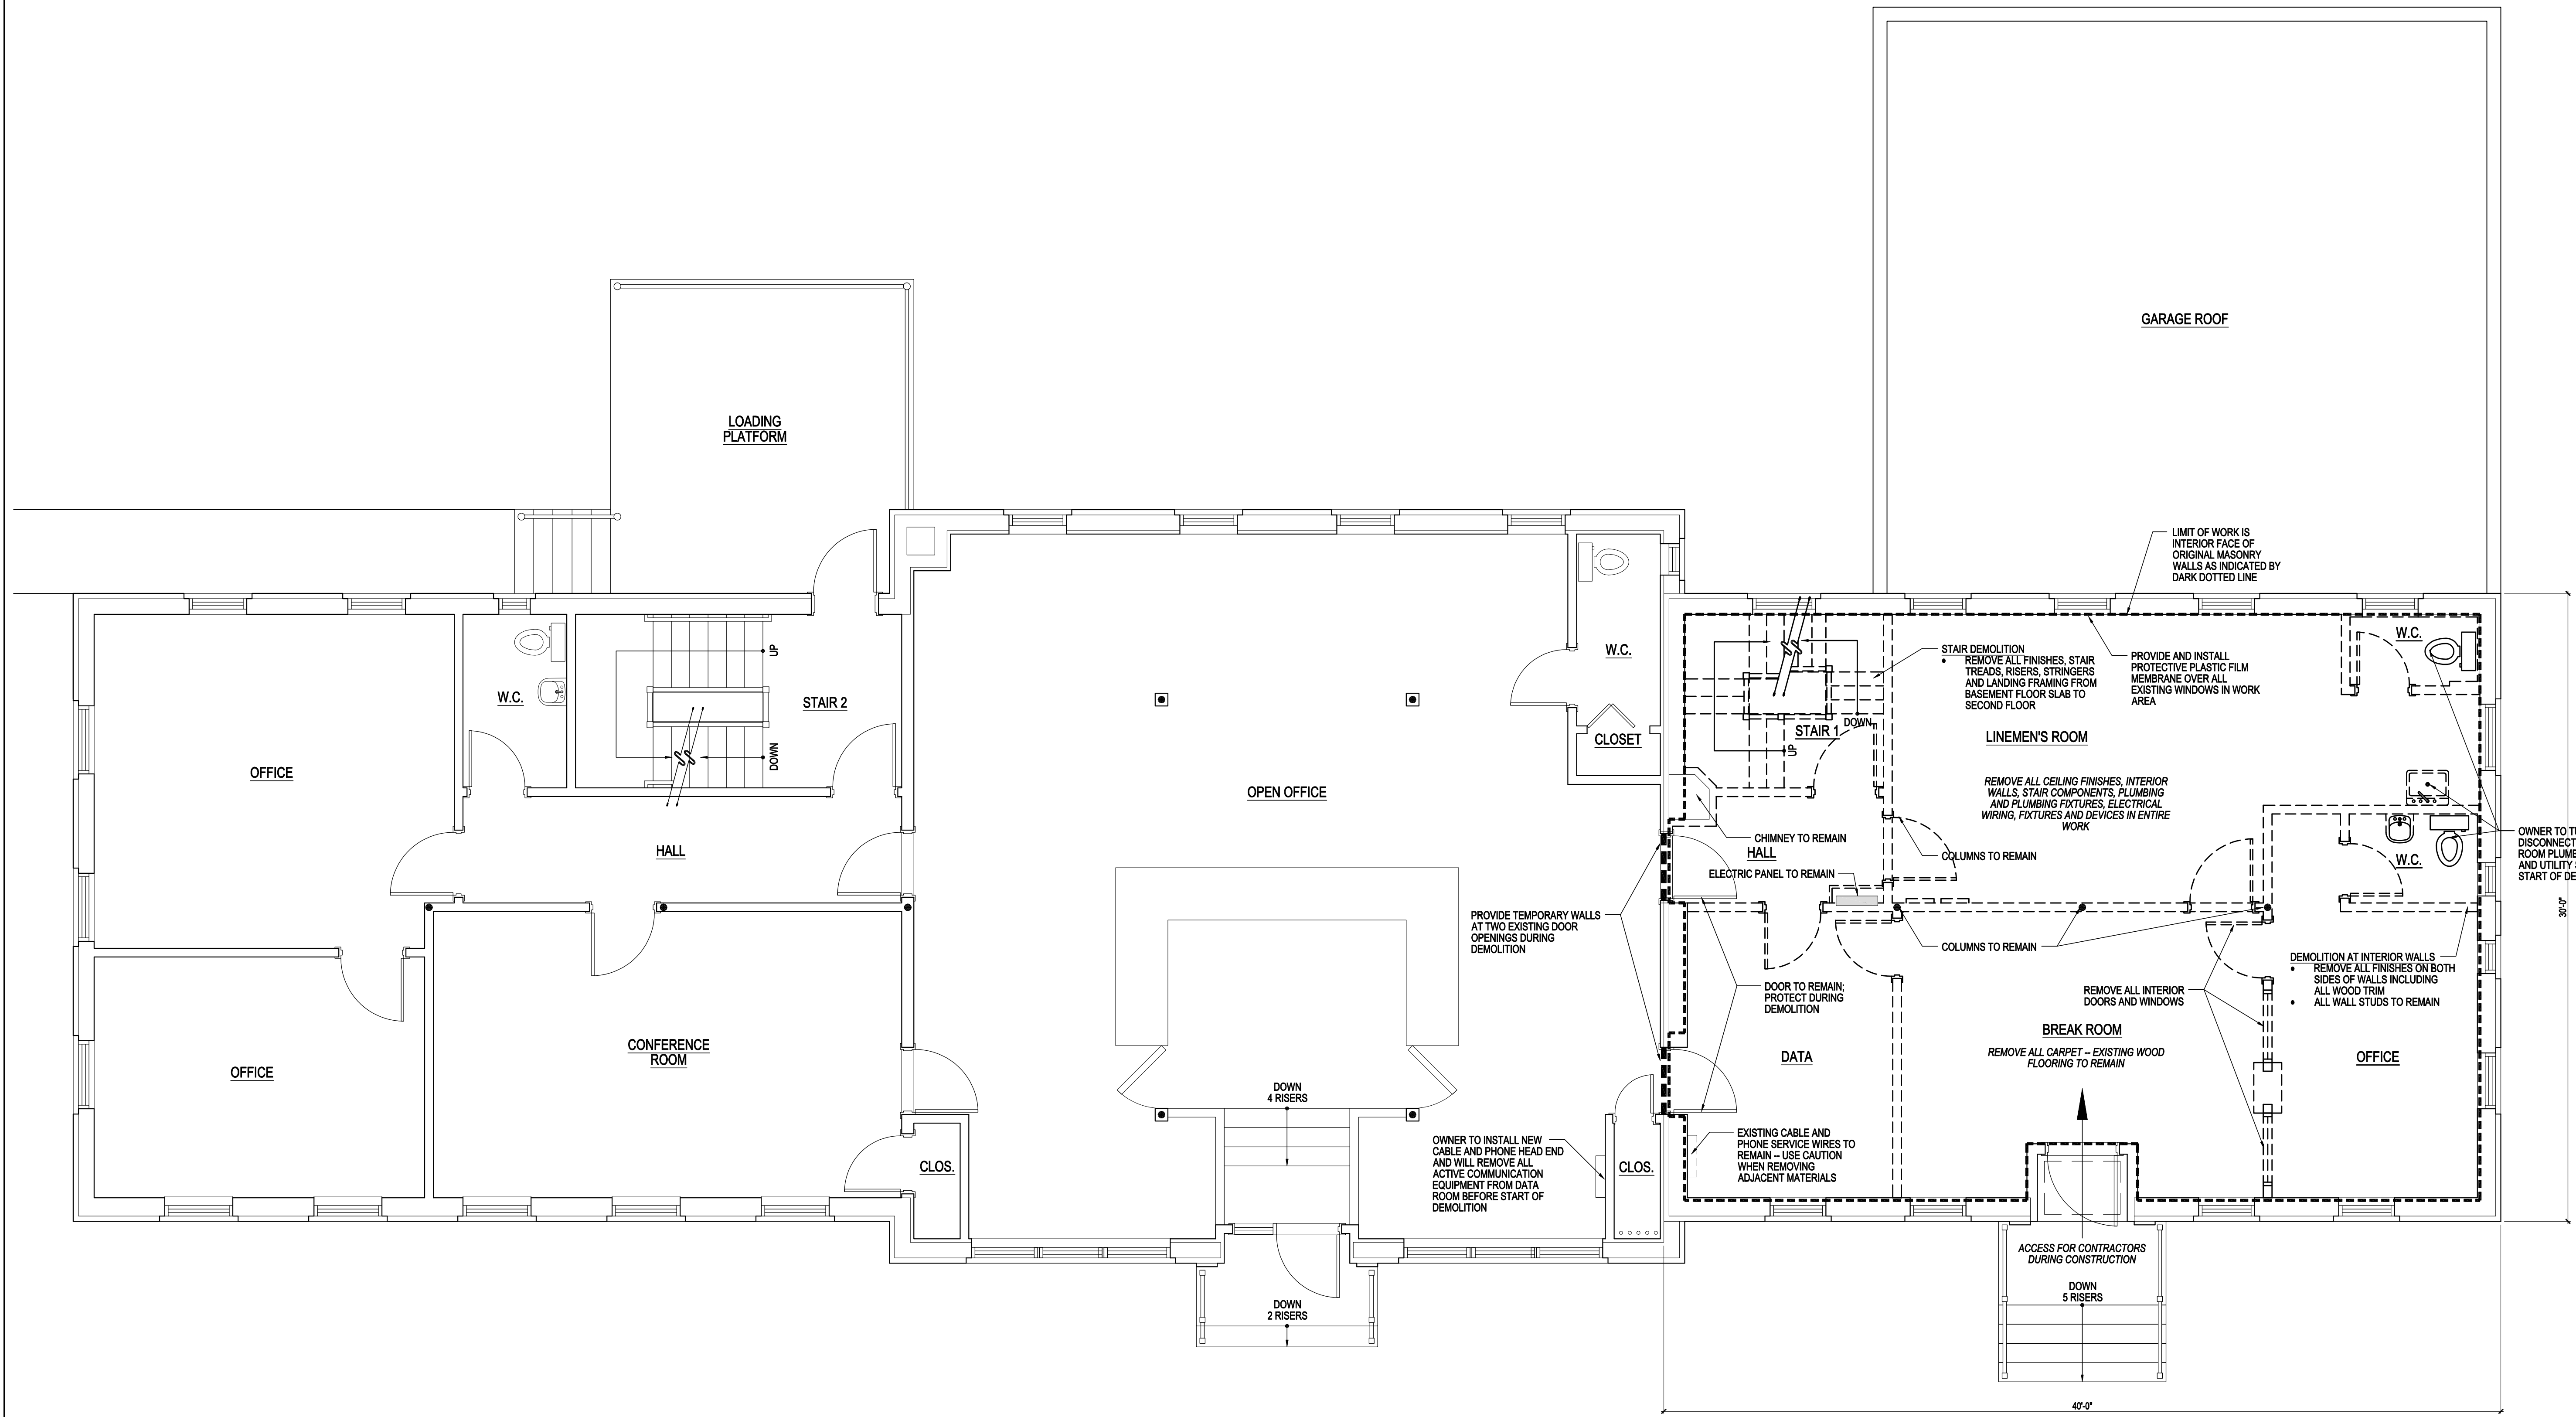 GARAGE ROOF
LOADING
PLATFORM
LIMIT OF WORK IS
INTERIOR FACE OF
ORIGINAL MASONRY
WALLS AS INDICATED BY
DARK DOTTED LINE
W.C.
STAIR DEMOLITION
• REMOVE ALL FINISHES, STAIR
TREADS, RISERS, STRINGERS
AND LANDING FRAMING FROM
BASEMENT FLOOR SLAB TO
SECOND FLOOR
PROVIDE AND INSTALL
PROTECTIVE PLASTIC FILM
MEMBRANE OVER ALL
EXISTING WINDOWS IN WORK
AREA
UP
W.C.
W.C.
STAIR 2
DOWN
STAIR 1
DOWN
UP
CLOSET
LINEMEN'S ROOM
OFFICE
OPEN OFFICE
REMOVE ALL CEILING FINISHES, INTERIOR
WALLS, STAIR COMPONENTS, PLUMBING
AND PLUMBING FIXTURES, ELECTRICAL
WIRING, FIXTURES AND DEVICES IN ENTIRE
WORK
HALL
CHIMNEY TO REMAIN
HALL
COLUMNS TO REMAIN
W.C.
OWNER TO
DISCONNECT
ROOM
AND UTILITY
START OF
ELECTRIC PANEL TO REMAIN
30'-0"
PROVIDE TEMPORARY WALLS
AT TWO EXISTING DOOR
OPENINGS DURING
DEMOLITION
COLUMNS TO REMAIN
DEMOLITION AT INTERIOR WALLS
• REMOVE ALL FINISHES ON BOTH
SIDES OF WALLS INCLUDING
ALL WOOD TRIM
• ALL WALL STUDS TO REMAIN
DOOR TO REMAIN;
PROTECT DURING
DEMOLITION
REMOVE ALL INTERIOR
DOORS AND WINDOWS
CONFERENCE
ROOM
OFFICE
DATA
BREAK ROOM
REMOVE ALL CARPET – EXISTING WOOD
FLOORING TO REMAIN
OFFICE
DOWN
4 RISERS
CLOS.
OWNER TO INSTALL NEW
CABLE AND PHONE HEAD END
AND WILL REMOVE ALL
ACTIVE COMMUNICATION
EQUIPMENT FROM DATA
ROOM BEFORE START OF
DEMOLITION
CLOS.
EXISTING CABLE AND
PHONE SERVICE WIRES TO
REMAIN – USE CAUTION
WHEN REMOVING
ADJACENT MATERIALS
ACCESS FOR CONTRACTORS
DURING CONSTRUCTION
DOWN
2 RISERS
DOWN
5 RISERS
40'-0"